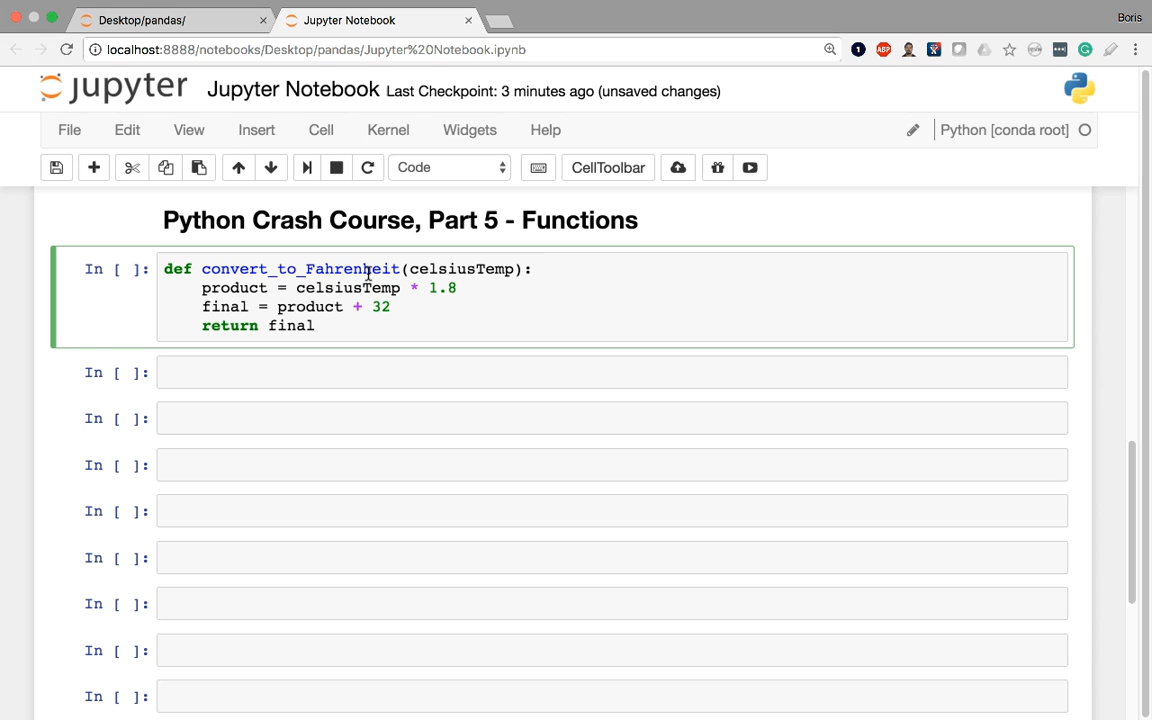 Desktop/pandas/
Jupyter Notebook
Boris
localhost:8888/notebooks/Desktop/pandas/Jupyter%20Notebook.ipynb
jupyter Jupyter Notebook Last Checkpoint: 3 minutes ago (unsaved changes)
File Edit View Insert Cell Kernel Widgets Help Python [conda root]
Code CellToolbar
Python Crash Course, Part 5 - Functions
In [ ]: def convert_to_Fahrenheit(celsiusTemp):
product = celsiusTemp * 1.8
final = product + 32
return final
In [ ]:
In [ ]:
In [ ]:
In [ ]:
In [ ]:
In [ ]:
In [ ]:
In [ ]: